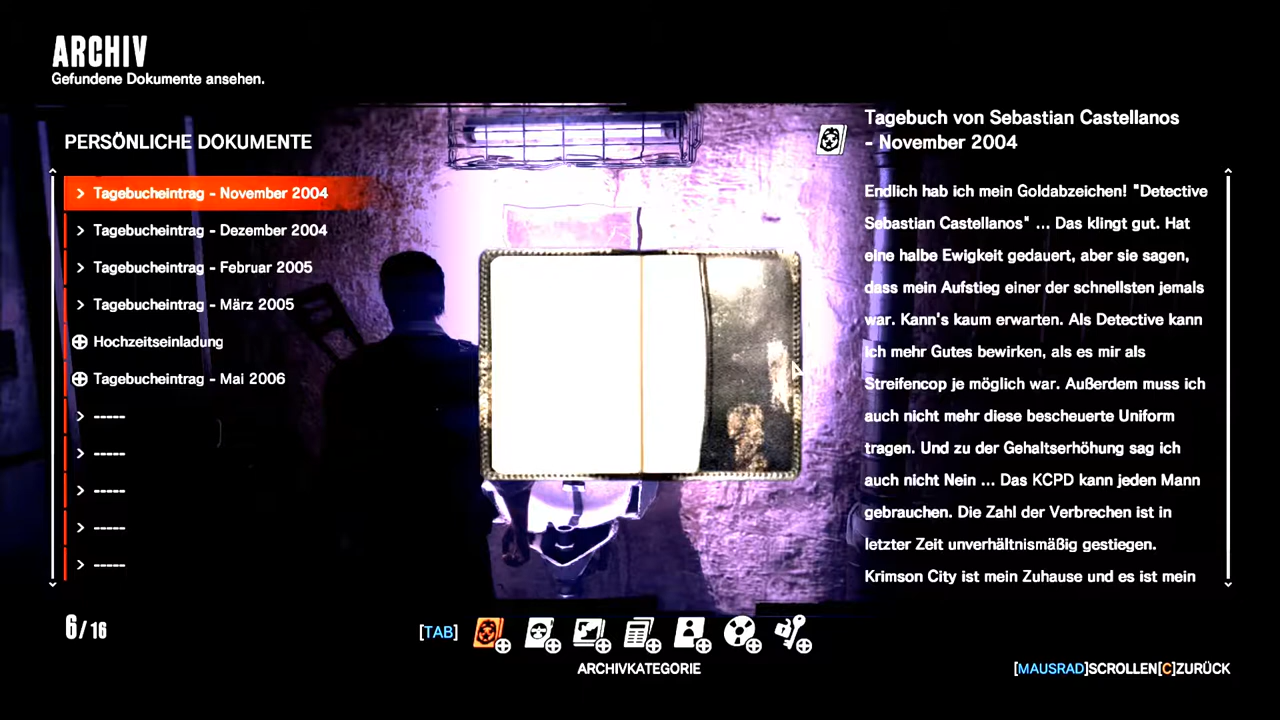 ARCHIV
Gefundene Dokumente ansehen.
PERSÖNLICHE DOKUMENTE
> Tagebucheintrag - November 2004
> Tagebucheintrag - Dezember 2004
> Tagebucheintrag - Februar 2005
> Tagebucheintrag - März 2005
Hochzeitseinladung
Tagebucheintrag - Mai 2006
> -----
> -----
> -----
> -----
> -----
6/16
Tagebuch von Sebastian Castellanos
- November 2004
Endlich hab ich mein Goldabzeichen! "Detective
Sebastian Castellanos" ... Das klingt gut. Hat
eine halbe Ewigkeit gedauert, aber sie sagen,
dass mein Aufstieg einer der schnellsten jemals
war. Kann's kaum erwarten. Als Detective kann
ich mehr Gutes bewirken, als es mir als
Streifencop je möglich war. Außerdem muss ich
auch nicht mehr diese bescheuerte Uniform
tragen. Und zu der Gehaltserhöhung sag ich
auch nicht Nein ... Das KCPD kann jeden Mann
gebrauchen. Die Zahl der Verbrechen ist in
letzter Zeit unverhältnismäßig gestiegen.
Krimson City ist mein Zuhause und es ist mein
[TAB]
ARCHIVKATEGORIE
[MAUSRAD]SCROLLEN[C]ZURÜCK